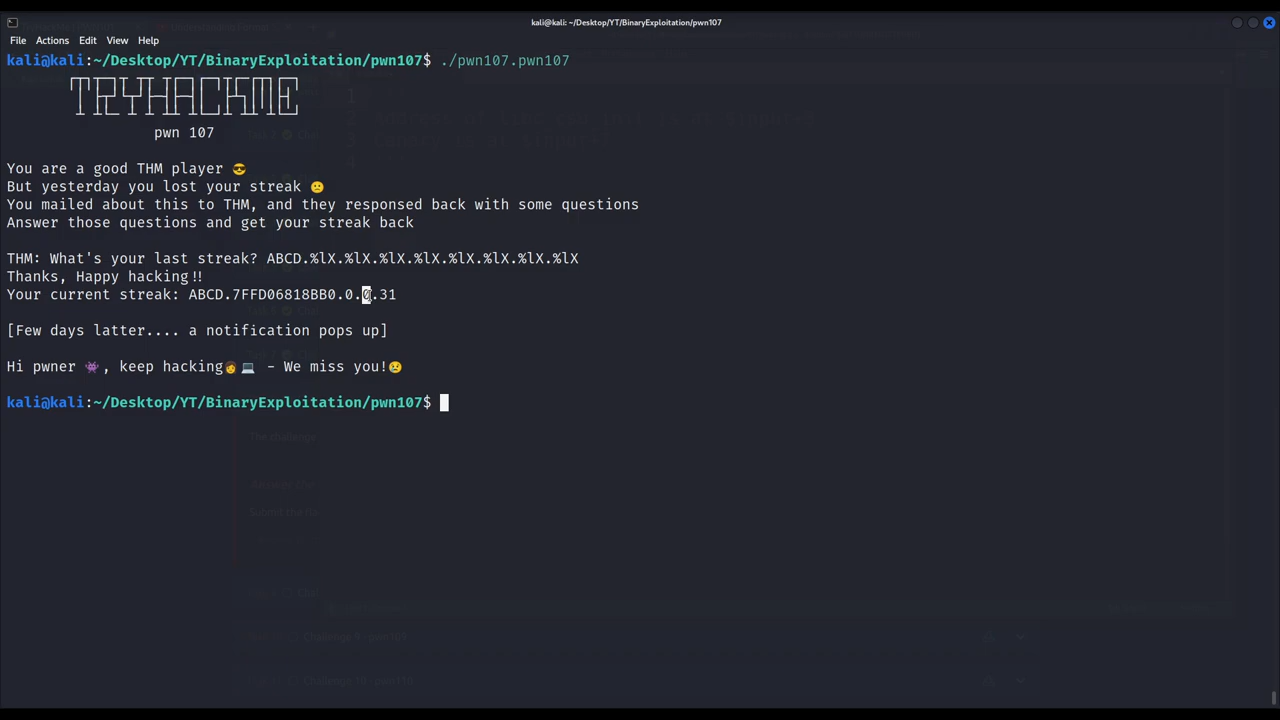 kali@kali: ~/Desktop/YT/BinaryExploitation/pwn107
File Actions Edit View Help
kali@kali:~/Desktop/YT/BinaryExploitation/pwn107$ ./pwn107.pwn107
TRYHACKME
pwn 107
You are a good THM player 😎
But yesterday you lost your streak 🙁
You mailed about this to THM, and they responsed back with some questions
Answer those questions and get your streak back
THM: What's your last streak? ABCD.%lX.%lX.%lX.%lX.%lX.%lX.%lX.%lX
Thanks, Happy hacking!!
Your current streak: ABCD.7FFD06818BB0.0.0.31
[Few days latter.... a notification pops up]
Hi pwner 👾, keep hacking👩💻 - We miss you!😢
kali@kali:~/Desktop/YT/BinaryExploitation/pwn107$